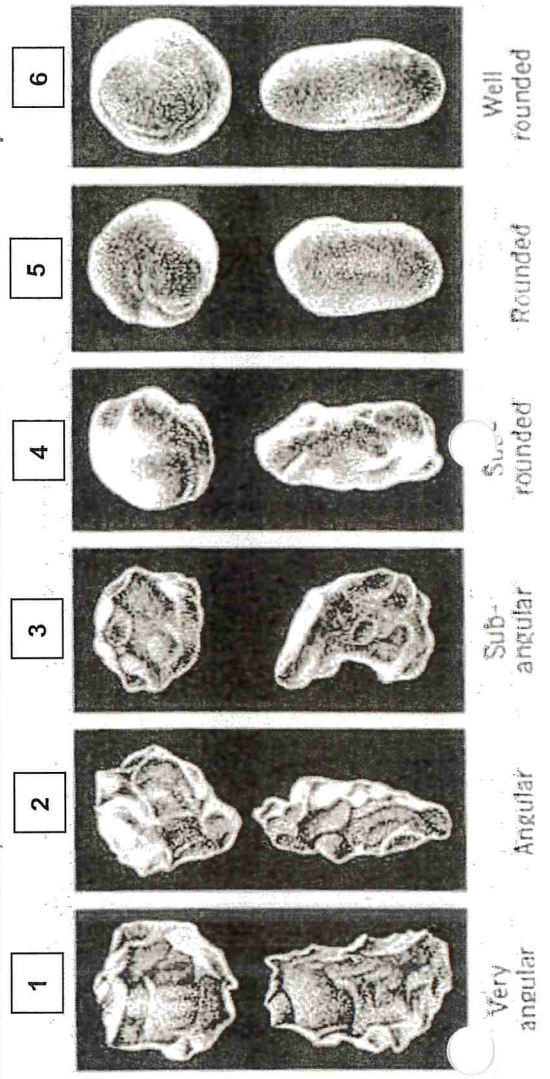 1
2
3
4
5
6
Very
angular
Angular
Sub-
angular
Sub-
rounded
Rounded
Well
rounded